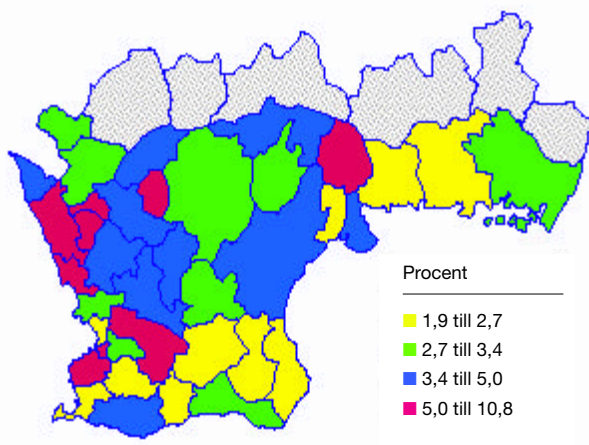 Procent
1,9 till 2,7
2,7 till 3,4
3,4 till 5,0
5,0 till 10,8